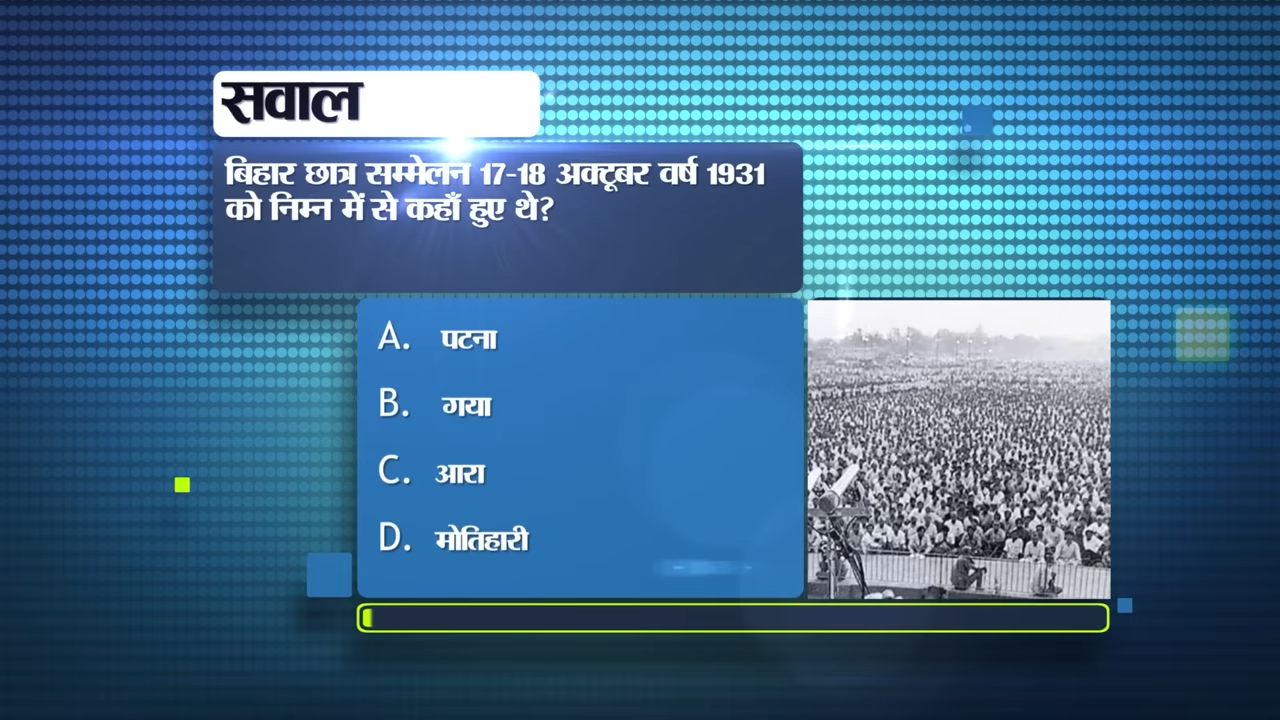 सवाल
बिहार छात्र सम्मेलन 17-18 अक्टूबर वर्ष 1931
को निम्न में से कहाँ हुए थे?
A. पटना
B. गया
C. आरा
D. मोतिहारी